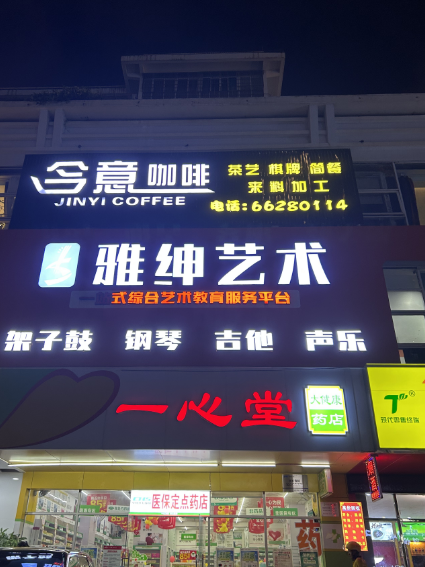 今意咖啡
JINYI COFFEE
茶艺 棋牌 简餐
来料加工
电话:66280114
雅绅艺术
一式综合艺术教育服务平台
架子鼓 钢琴 吉他 声乐
一心堂
大健康
药店
医保定点药店
药